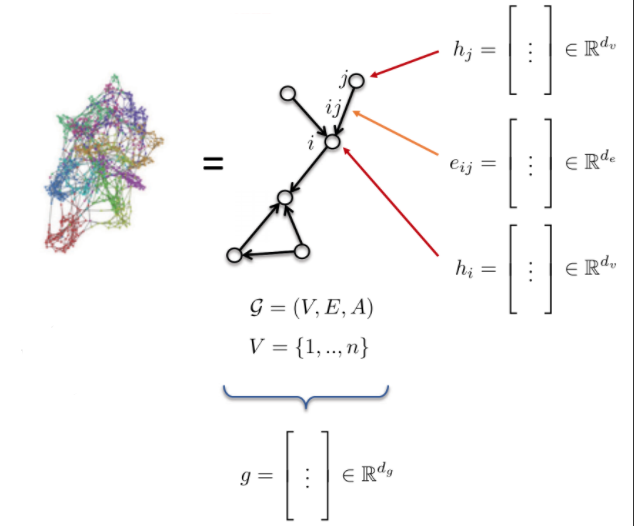 h_j = [⋮] ∈ ℝ^{d_v}
j
ij
i
=
e_{ij} = [⋮] ∈ ℝ^{d_e}
h_i = [⋮] ∈ ℝ^{d_v}
𝒢 = (V, E, A)
V = {1, .., n}
g = [⋮] ∈ ℝ^{d_g}